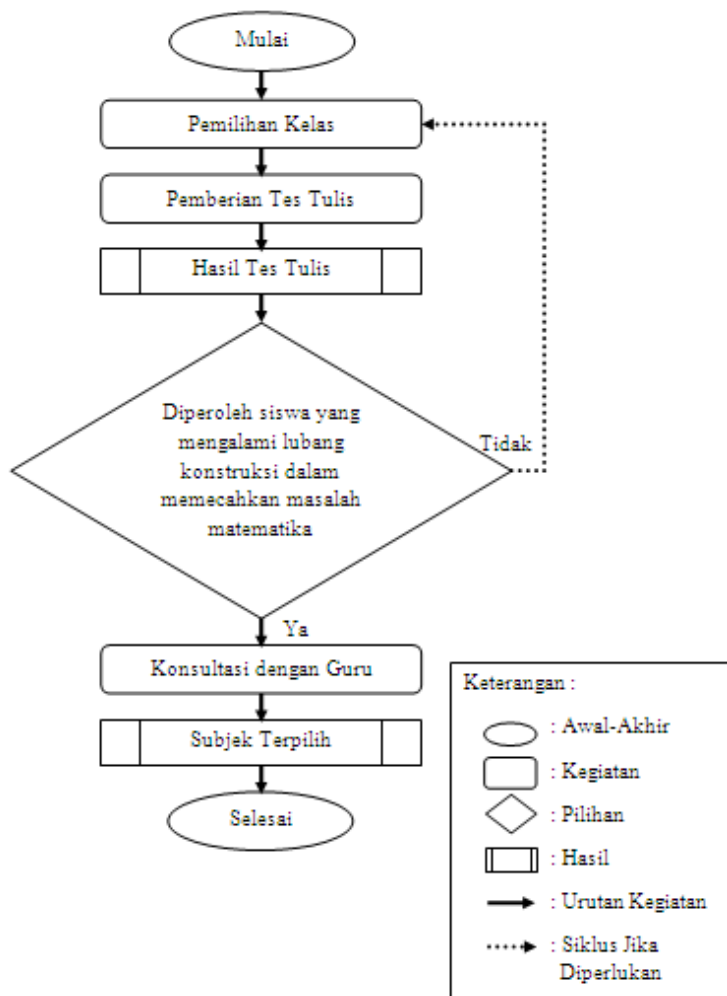 Mulai
Pemilihan Kelas
Pemberian Tes Tulis
Hasil Tes Tulis
Diperoleh siswa yang
mengalami lubang
konstruksi dalam
memecahkan masalah
matematika
Tidak
Ya
Konsultasi dengan Guru
Subjek Terpilih
Selesai
Keterangan :
: Awal-Akhir
: Kegiatan
: Pilihan
: Hasil
: Urutan Kegiatan
: Siklus Jika
Diperlukan